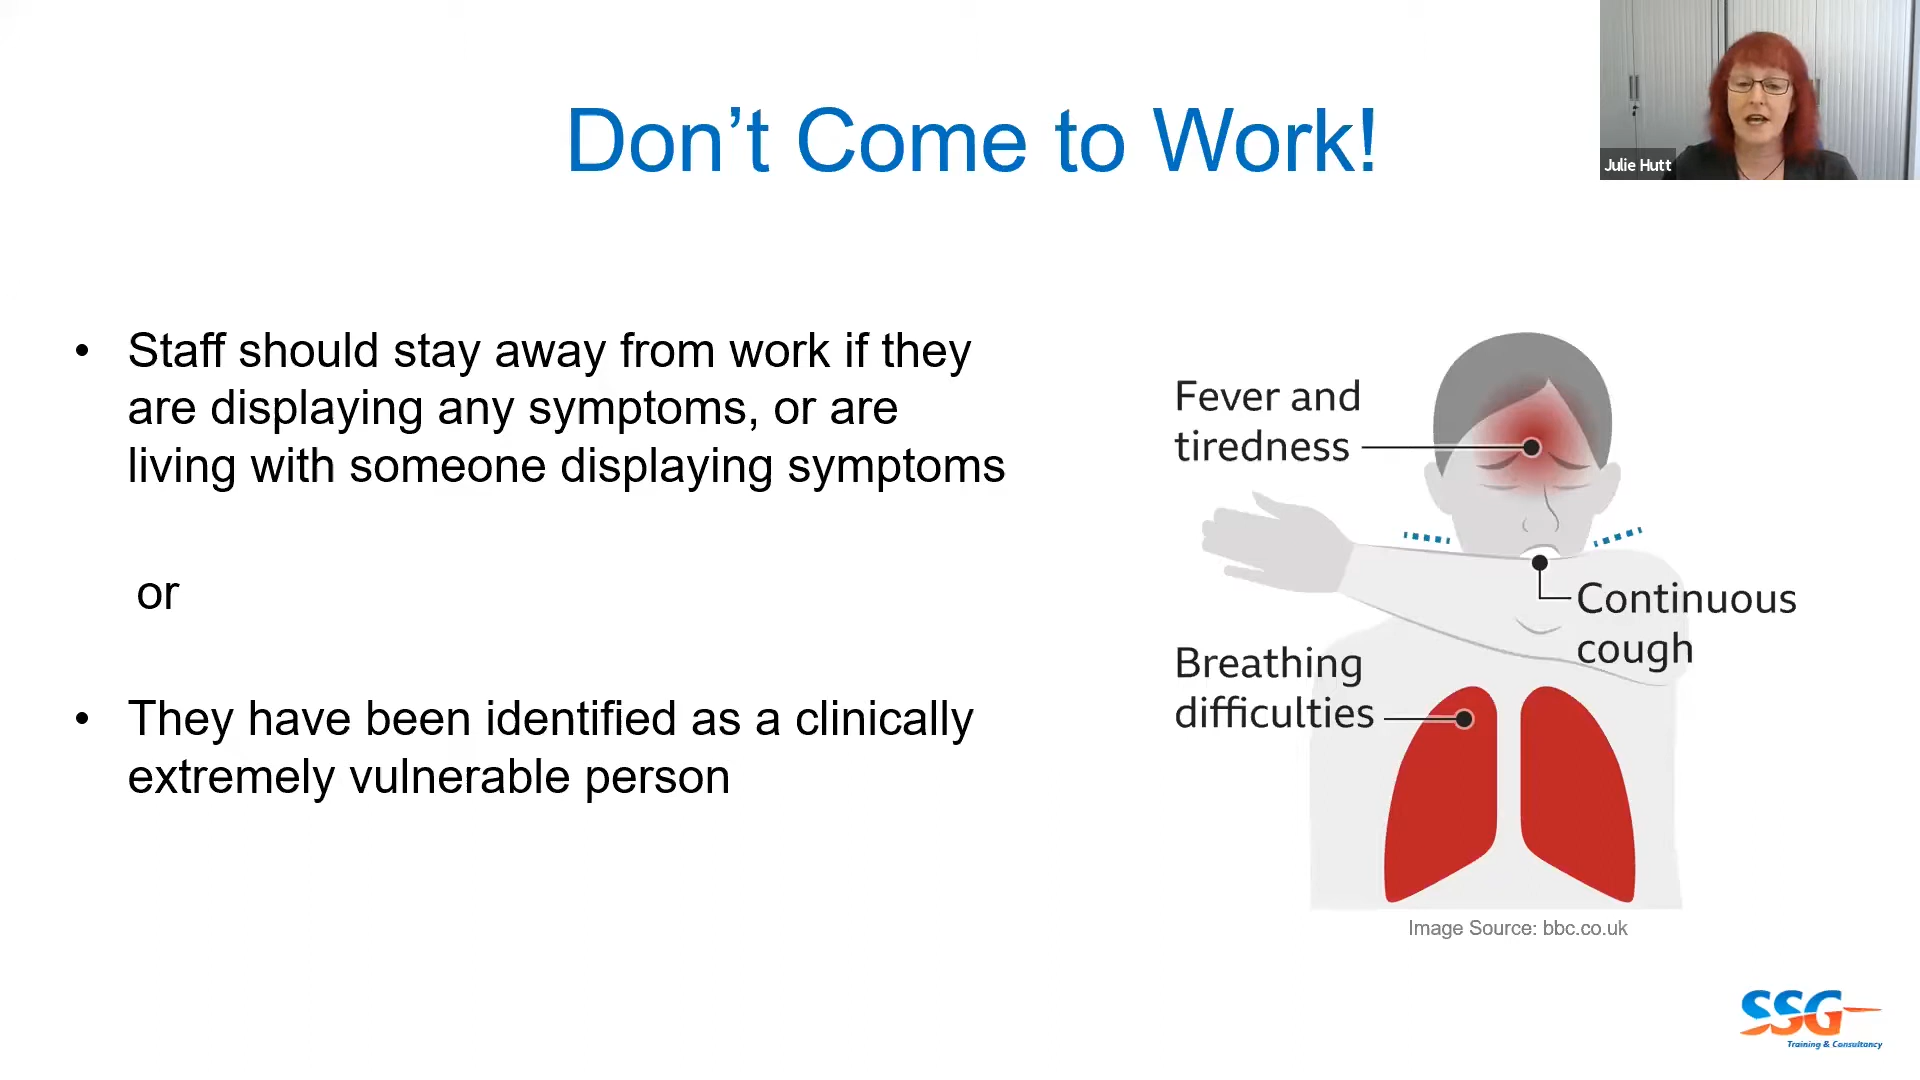 Don't Come to Work!
Julie Hutt
• Staff should stay away from work if they
are displaying any symptoms, or are
living with someone displaying symptoms
or
• They have been identified as a clinically
extremely vulnerable person
Fever and
tiredness
Continuous
cough
Breathing
difficulties
Image Source: bbc.co.uk
SSG
Training & Consultancy